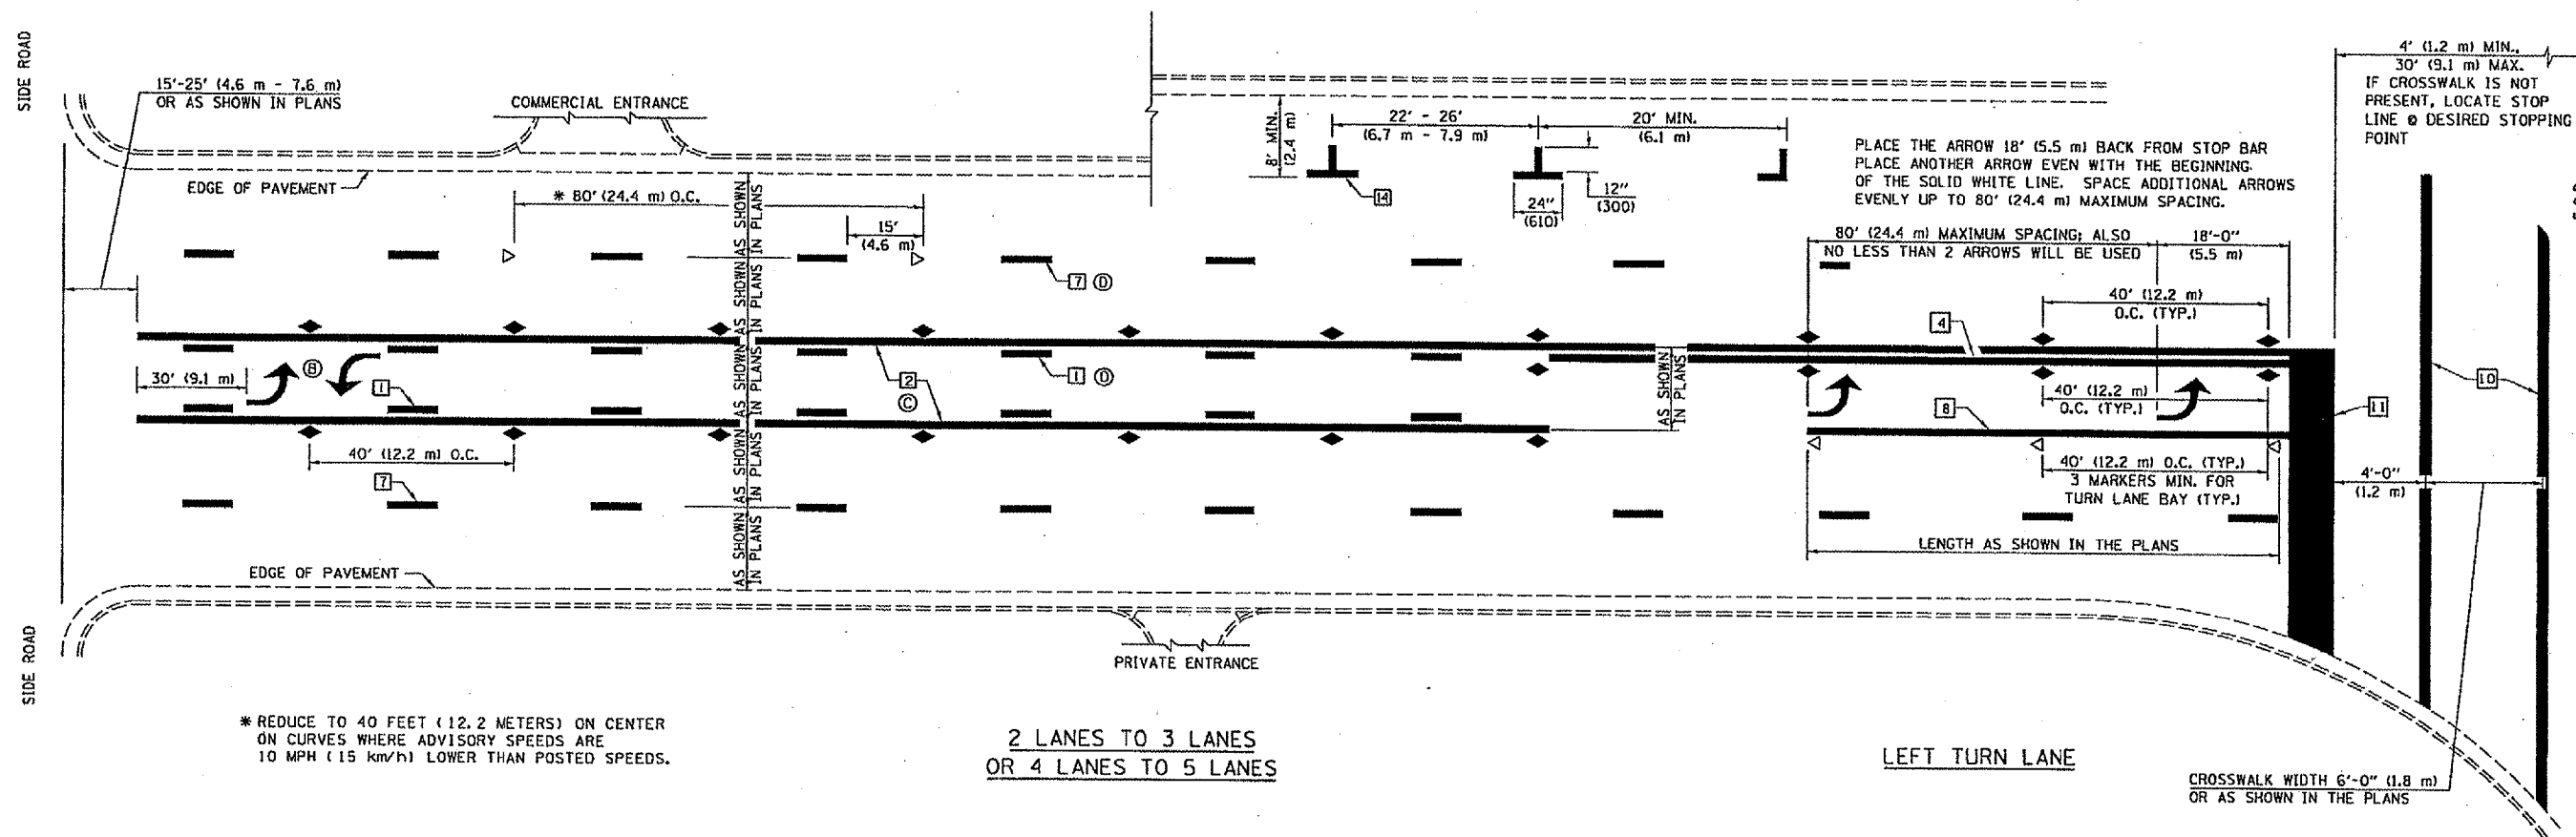 SIDE ROAD
15'-25' (4.6 m - 7.6 m)
OR AS SHOWN IN PLANS
COMMERCIAL ENTRANCE
EDGE OF PAVEMENT
* 80' (24.4 m) O.C.
15'
(4.6 m)
AS SHOWN
IN PLANS
AS SHOWN
IN PLANS
AS SHOWN
IN PLANS
AS SHOWN
IN PLANS
AS SHOWN
IN PLANS
8' MIN.
(2.4 m)
22' - 26'
(6.7 m - 7.9 m)
20' MIN.
(6.1 m)
14
24"
(610)
12"
(300)
4' (1.2 m) MIN.,
30' (9.1 m) MAX.
IF CROSSWALK IS NOT
PRESENT, LOCATE STOP
LINE @ DESIRED STOPPING
POINT
PLACE THE ARROW 18' (5.5 m) BACK FROM STOP BAR
PLACE ANOTHER ARROW EVEN WITH THE BEGINNING.
OF THE SOLID WHITE LINE. SPACE ADDITIONAL ARROWS
EVENLY UP TO 80' (24.4 m) MAXIMUM SPACING.
80' (24.4 m) MAXIMUM SPACING; ALSO
NO LESS THAN 2 ARROWS WILL BE USED
18'-0"
(5.5 m)
7 D
40' (12.2 m)
O.C. (TYP.)
4
30' (9.1 m)
B
1
2
C
1 D
AS SHOWN
IN PLANS
40' (12.2 m)
O.C. (TYP.)
8
10
11
40' (12.2 m) O.C.
7
40' (12.2 m) O.C. (TYP.)
3 MARKERS MIN. FOR
TURN LANE BAY (TYP.)
4'-0"
(1.2 m)
LENGTH AS SHOWN IN THE PLANS
EDGE OF PAVEMENT
SIDE ROAD
PRIVATE ENTRANCE
* REDUCE TO 40 FEET (12.2 METERS) ON CENTER
ON CURVES WHERE ADVISORY SPEEDS ARE
10 MPH (15 km/h) LOWER THAN POSTED SPEEDS.
2 LANES TO 3 LANES
OR 4 LANES TO 5 LANES
LEFT TURN LANE
CROSSWALK WIDTH 6'-0" (1.8 m)
OR AS SHOWN IN THE PLANS